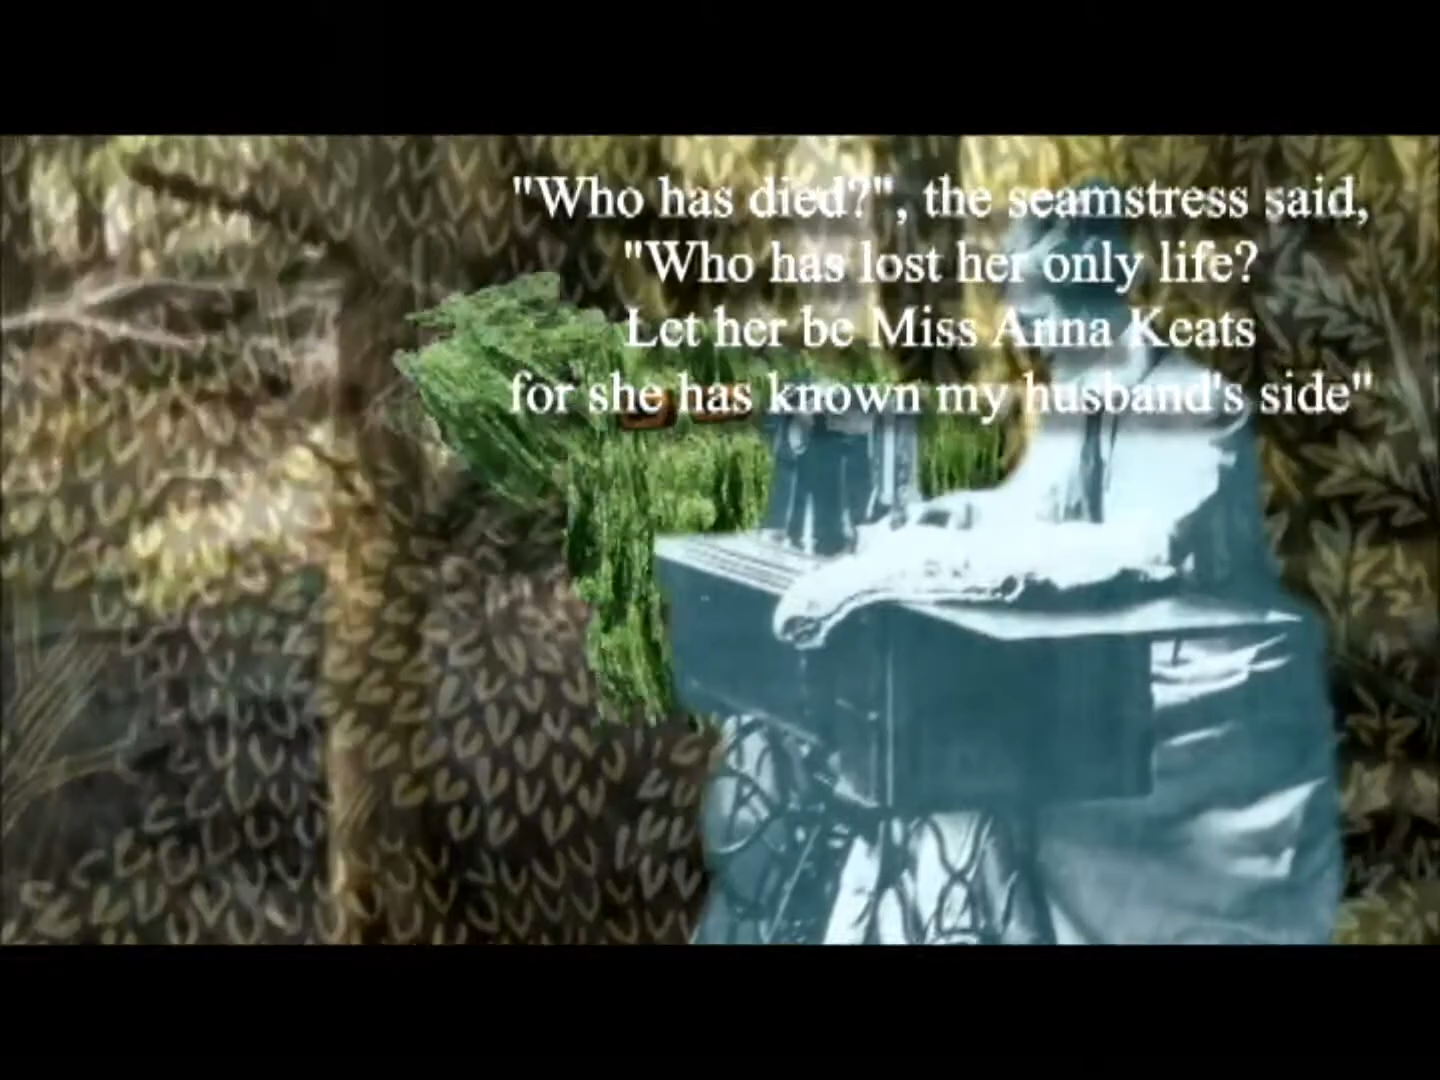 "Who has died?", the seamstress said,
"Who has lost her only life?
Let her be Miss Anna Keats
for she has known my husband's side"